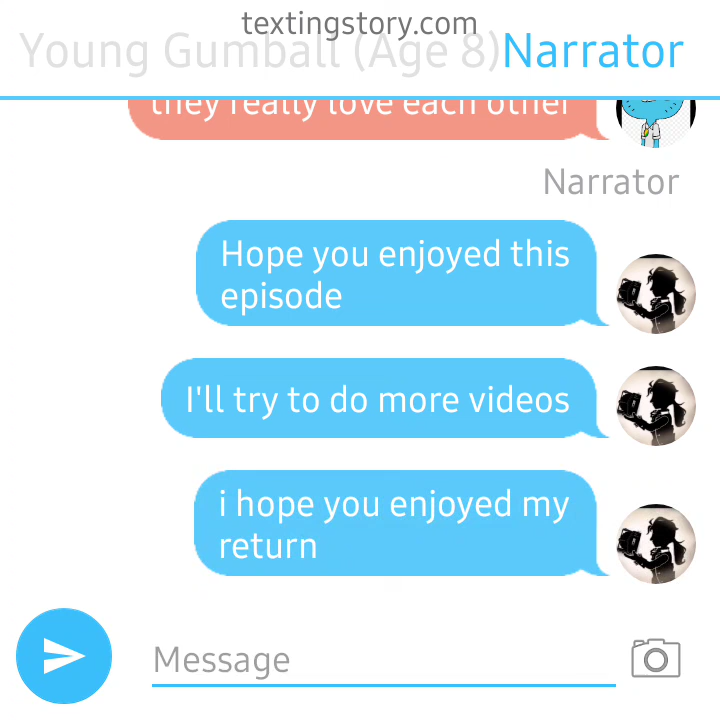 textingstory.com
Young Gumball (Age 8) Narrator
they really love each other
Narrator
Hope you enjoyed this
episode
I'll try to do more videos
i hope you enjoyed my
return
Message